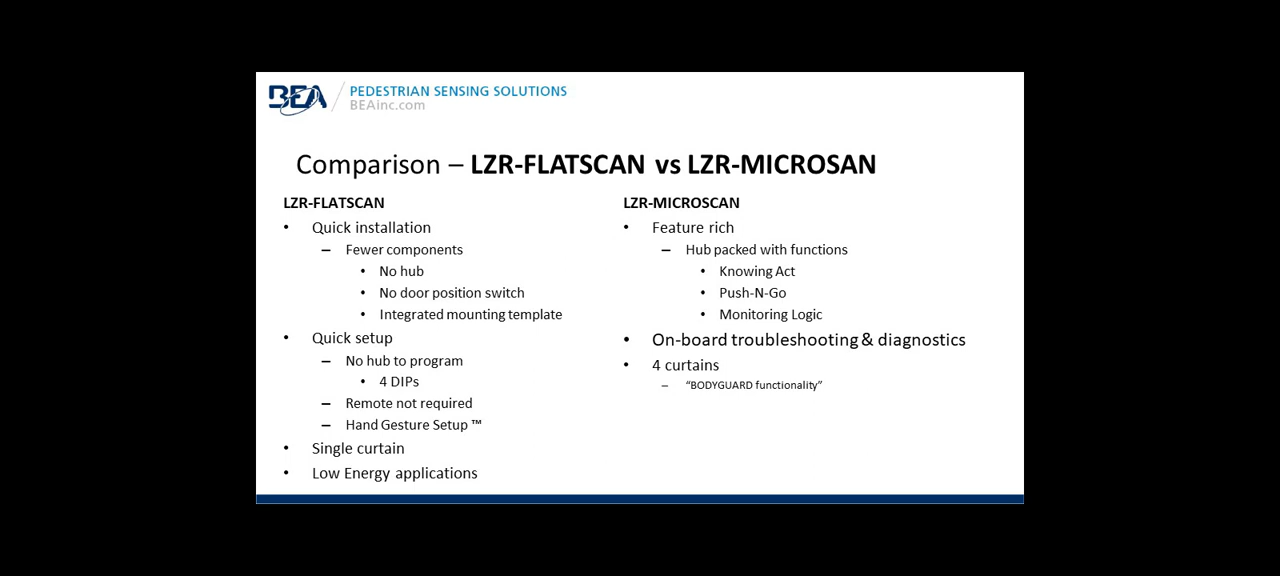 BEA
PEDESTRIAN SENSING SOLUTIONS
BEAinc.com
Comparison – LZR-FLATSCAN vs LZR-MICROSAN
LZR-FLATSCAN
• Quick installation
– Fewer components
• No hub
• No door position switch
• Integrated mounting template
• Quick setup
– No hub to program
• 4 DIPs
– Remote not required
– Hand Gesture Setup ™
• Single curtain
• Low Energy applications
LZR-MICROSCAN
• Feature rich
– Hub packed with functions
• Knowing Act
• Push-N-Go
• Monitoring Logic
• On-board troubleshooting & diagnostics
• 4 curtains
– “BODYGUARD functionality”